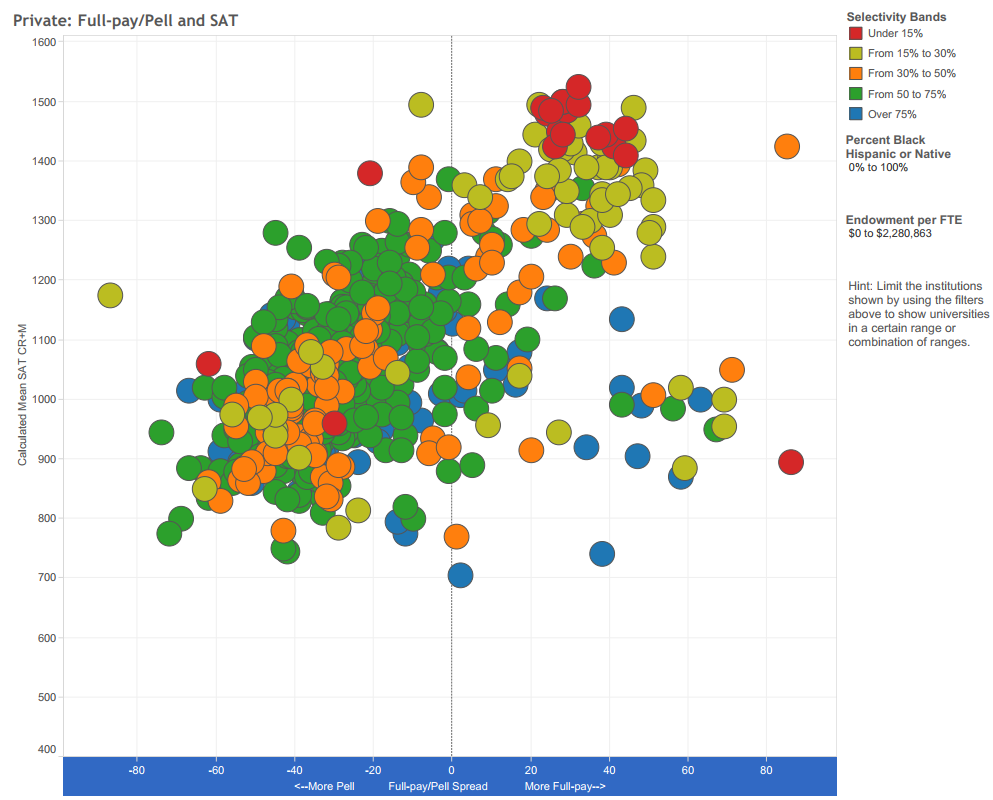 Private: Full-pay/Pell and SAT
Selectivity Bands
Under 15%
From 15% to 30%
From 30% to 50%
From 50 to 75%
Over 75%
Percent Black
Hispanic or Native
0% to 100%
Endowment per FTE
$0 to $2,280,863
Hint: Limit the institutions
shown by using the filters
above to show universities
in a certain range or
combination of ranges.
Calculated Mean SAT CR+M
1600
1500
1400
1300
1200
1100
1000
900
800
700
600
500
400
-80 -60 -40 -20 0 20 40 60 80
<--More Pell Full-pay/Pell Spread More Full-pay-->